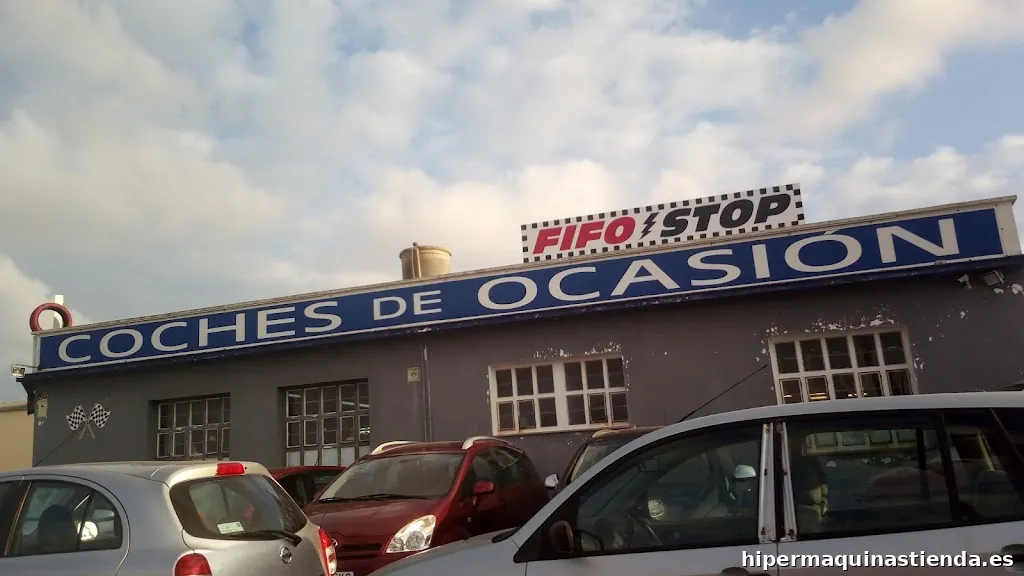 FIFO STOP
COCHES DE OCASIÓN
hipermaquinastienda.es